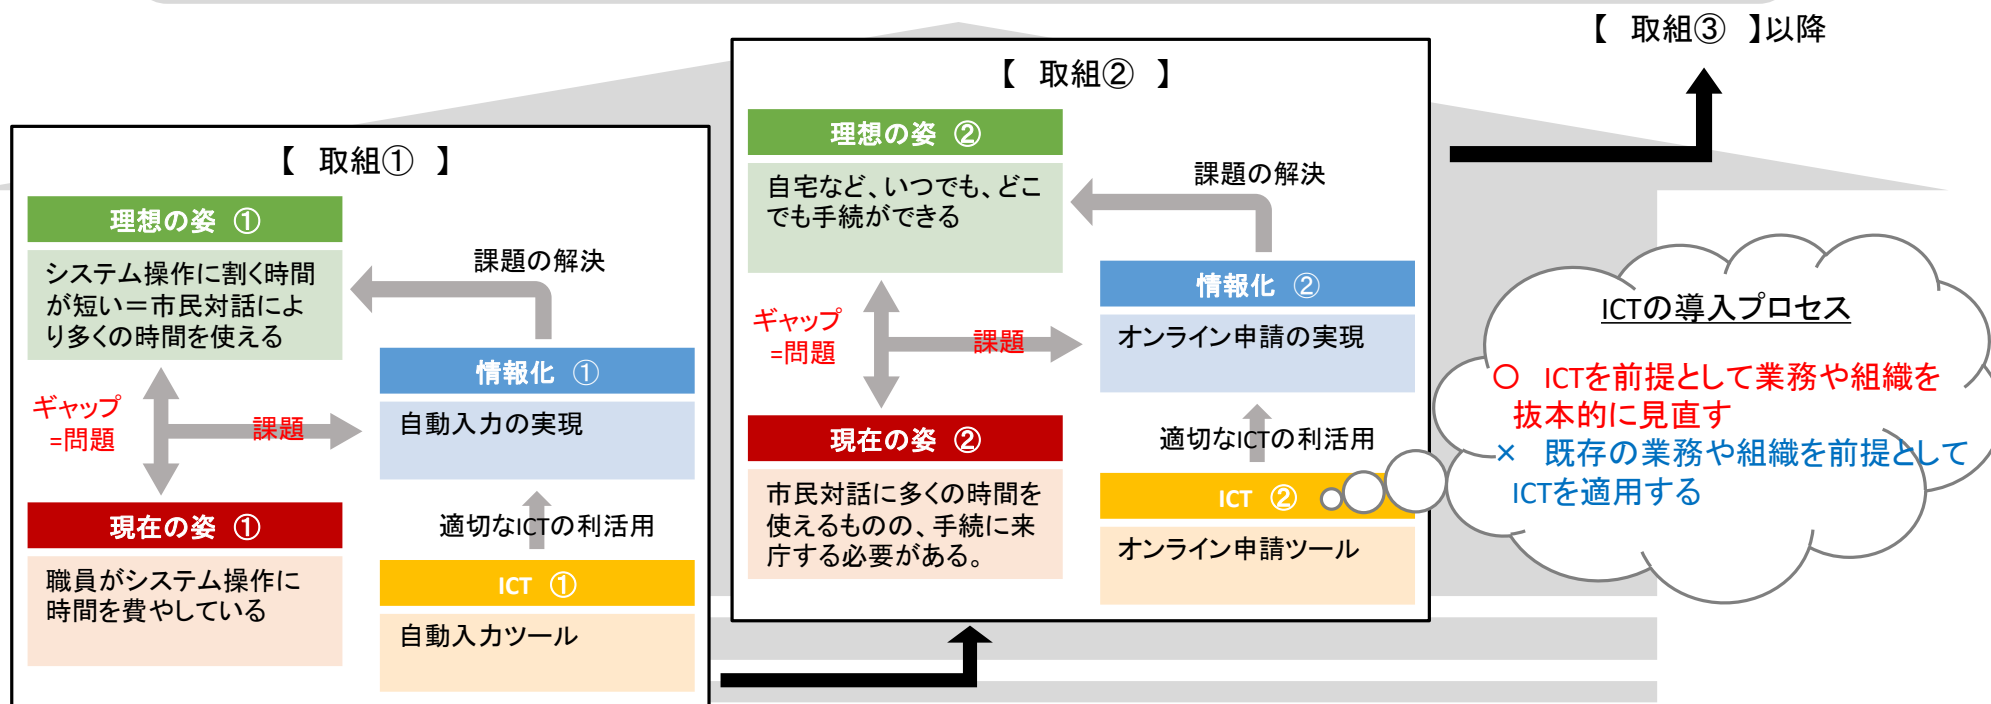 【　取組①　】
理想の姿　①
システム操作に割く時間
が短い＝市民対話によ
り多くの時間を使える
課題の解決
ギャップ
=問題
課題
情報化　①
自動入力の実現
現在の姿　①
職員がシステム操作に
時間を費やしている
適切なICTの利活用
ICT　①
自動入力ツール
【　取組②　】
理想の姿　②
自宅など、いつでも、どこ
でも手続ができる
課題の解決
ギャップ
=問題
課題
情報化　②
オンライン申請の実現
現在の姿　②
市民対話に多くの時間を
使えるものの、手続に来
庁する必要がある。
適切なICTの利活用
ICT　②
オンライン申請ツール
【　取組③　】以降
ICTの導入プロセス
〇　ICTを前提として業務や組織を
抜本的に見直す
×　既存の業務や組織を前提として
ICTを適用する